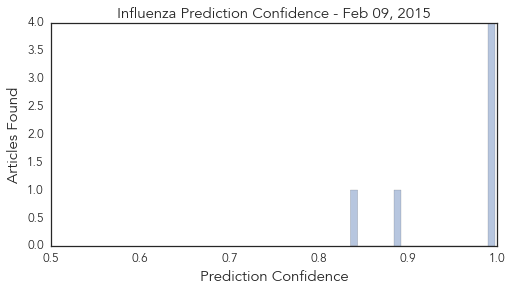 Influenza Prediction Confidence - Feb 09, 2015
Articles Found
4.0
3.5
3.0
2.5
2.0
1.5
1.0
0.5
0.0
0.5 0.6 0.7 0.8 0.9 1.0
Prediction Confidence